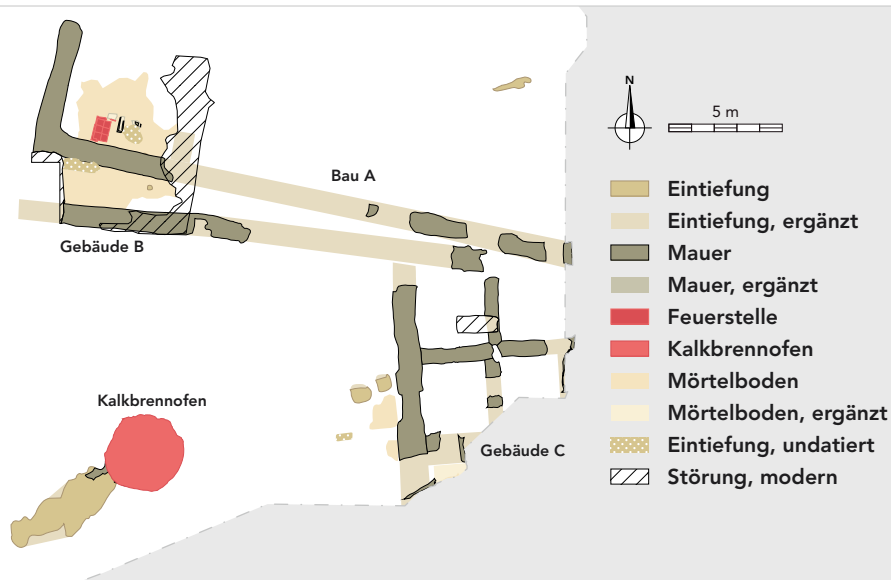 N
5 m
Bau A
Gebäude B
Kalkbrennofen
Gebäude C
Eintiefung
Eintiefung, ergänzt
Mauer
Mauer, ergänzt
Feuerstelle
Kalkbrennofen
Mörtelboden
Mörtelboden, ergänzt
Eintiefung, undatiert
Störung, modern